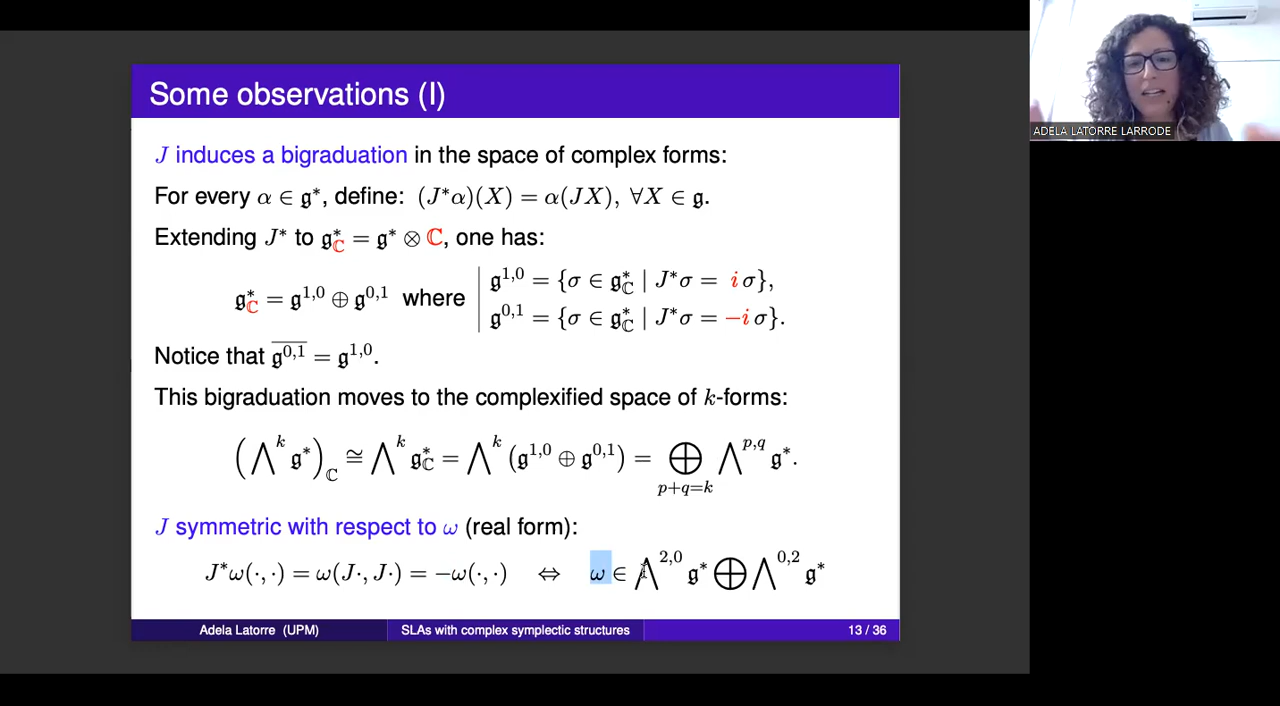 Some observations (I)
J induces a bigraduation in the space of complex forms:
For every α ∈ 𝔤*, define: (J*α)(X) = α(JX), ∀X ∈ 𝔤.
Extending J* to 𝔤*_ℂ = 𝔤* ⊗ ℂ, one has:
𝔤*_ℂ = 𝔤^{1,0} ⊕ 𝔤^{0,1} where
𝔤^{1,0} = {σ ∈ 𝔤*_ℂ | J*σ = i σ},
𝔤^{0,1} = {σ ∈ 𝔤*_ℂ | J*σ = −i σ}.
Notice that \overline{𝔤^{0,1}} = 𝔤^{1,0}.
This bigraduation moves to the complexified space of k-forms:
(⋀^k 𝔤*)_ℂ ≅ ⋀^k 𝔤*_ℂ = ⋀^k (𝔤^{1,0} ⊕ 𝔤^{0,1}) = ⨁_{p+q=k} ⋀^{p,q} 𝔤*.
J symmetric with respect to ω (real form):
J*ω(·, ·) = ω(J·, J·) = −ω(·, ·) ⇔ ω ∈ ⋀^{2,0} 𝔤* ⨁ ⋀^{0,2} 𝔤*
Adela Latorre (UPM) SLAs with complex symplectic structures 13 / 36
ADELA LATORRE LARRODE